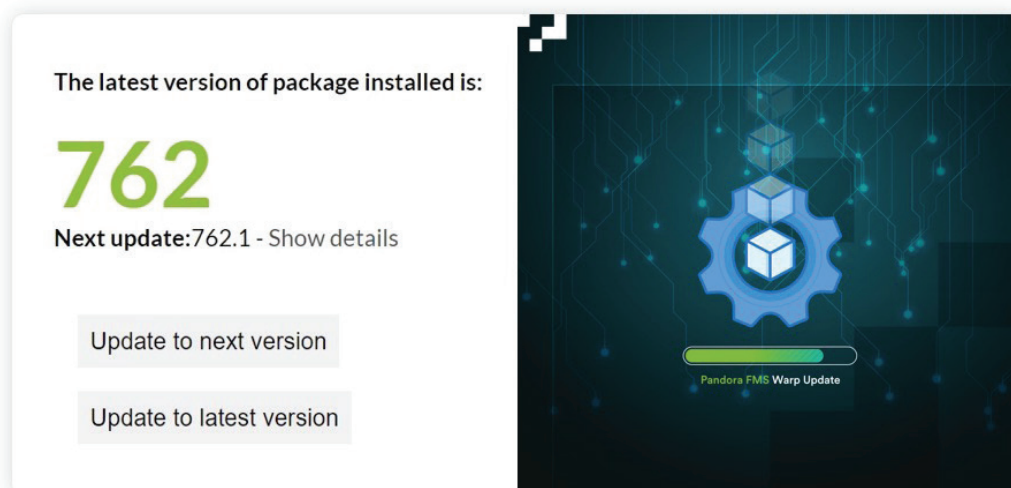 The latest version of package installed is:
762
Next update:762.1 - Show details
Update to next version
Update to latest version
Pandora FMS Warp Update